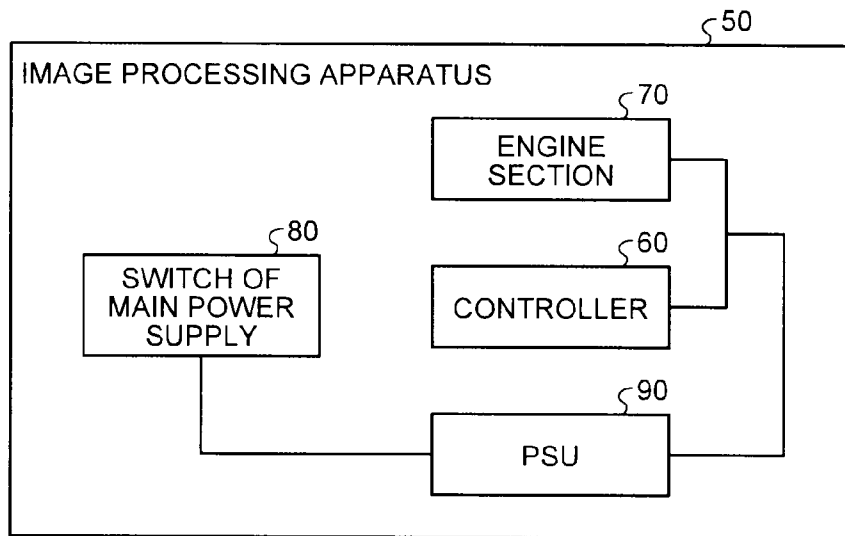 50
IMAGE PROCESSING APPARATUS
70
ENGINE
SECTION
80
SWITCH OF
MAIN POWER
SUPPLY
60
CONTROLLER
90
PSU